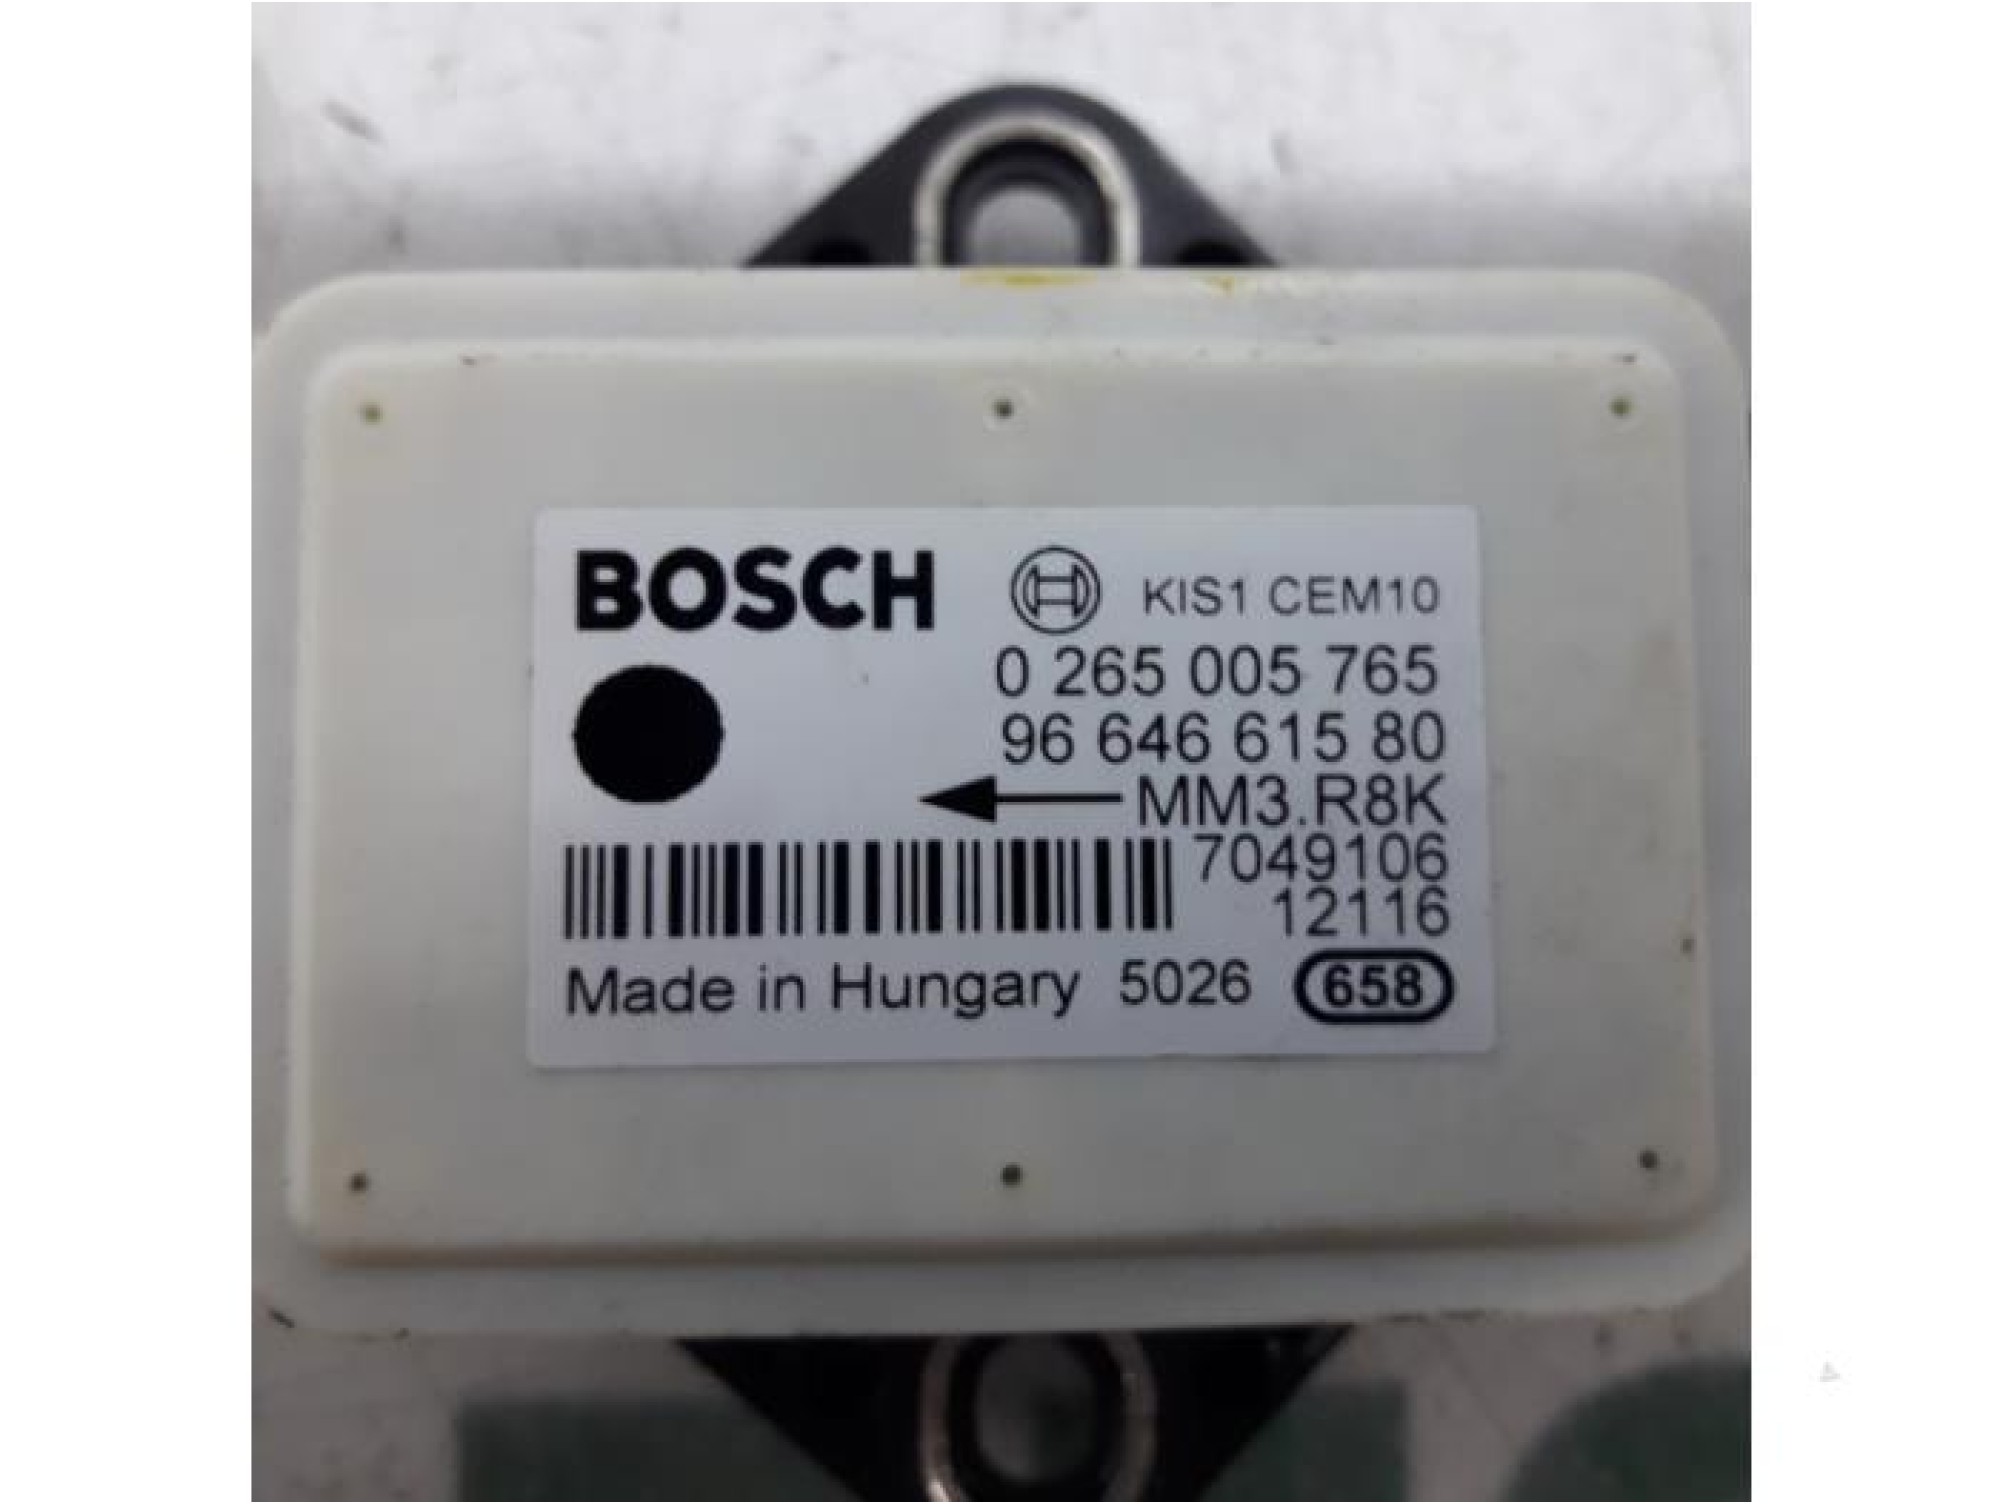 BOSCH KIS1 CEM10
0 265 005 765
96 646 615 80
MM3.R8K
7049106
12116
Made in Hungary 5026 658